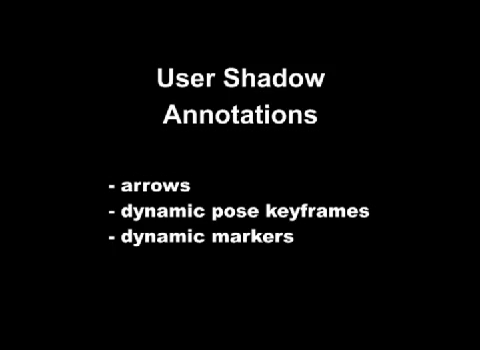 User Shadow
Annotations
- arrows
- dynamic pose keyframes
- dynamic markers